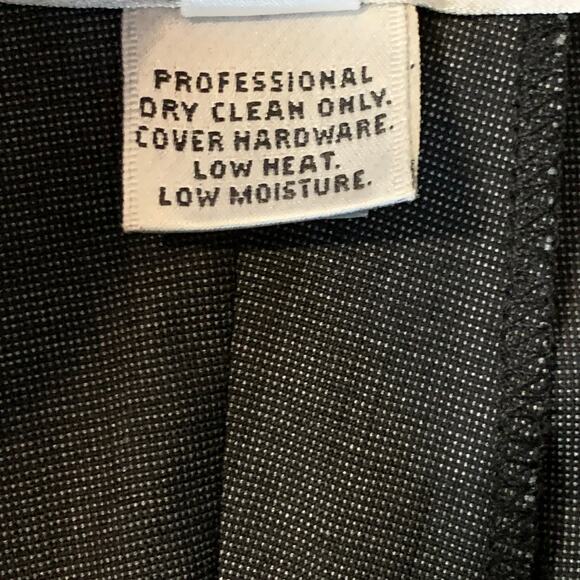 PROFESSIONAL
DRY CLEAN ONLY.
COVER HARDWARE.
LOW HEAT.
LOW MOISTURE.